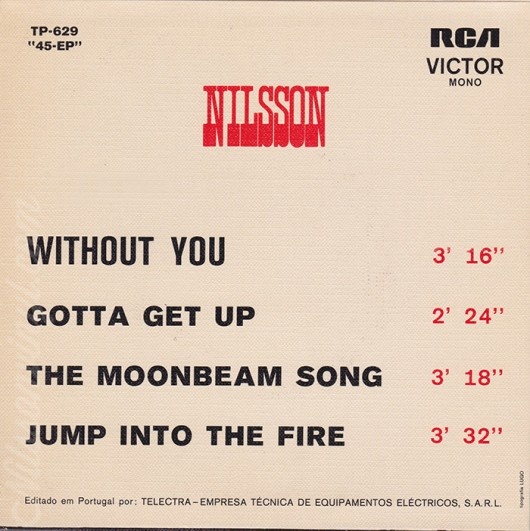 TP-629
"45-EP"
RCA
VICTOR
MONO
NILSSON
WITHOUT YOU 3' 16''
GOTTA GET UP 2' 24''
THE MOONBEAM SONG 3' 18''
JUMP INTO THE FIRE 3' 32''
Editado em Portugal por: TELECTRA – EMPRESA TÉCNICA DE EQUIPAMENTOS ELÉCTRICOS, S.A.R.L.
Tipografia LUGO